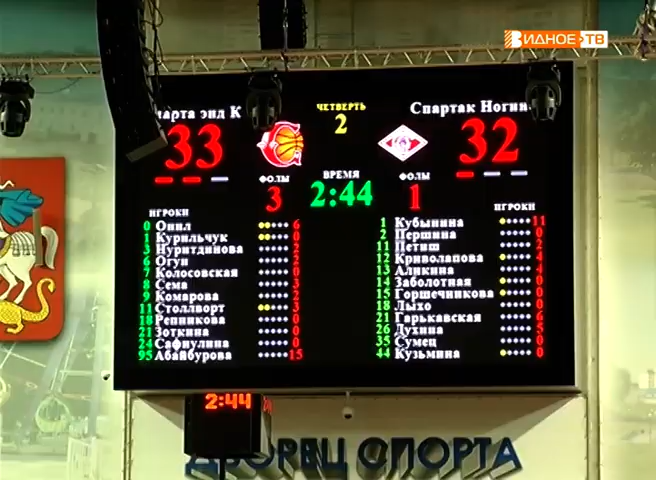 ВИДНОЕ-ТВ
парта энд К
ЧЕТВЕРТЬ
Спартак Ногин
33
2
32
ФОЛЫ
ВРЕМЯ
ФОЛЫ
3
2:44
1
ИГРОКИ
ИГРОКИ
0 Онил 6
1 Курильчук 0
3 Нуритдинова 2
6 Огун 2
7 Колосовская 0
8 Сема 3
9 Комарова 2
11 Столлворт 3
18 Репникова 0
21 Зоткина 0
24 Сафиулина 0
95 Абайбурова 15
1 Кубынина 11
2 Першина 0
11 Петиш 2
12 Криволапова 4
13 Аликина 4
14 Заболотная 0
15 Горшечникова 0
18 Лыхо 0
21 Гарькавская 6
26 Духина 5
35 Сумец 0
44 Кузьмина 0
2:44
ДВОРЕЦ СПОРТА